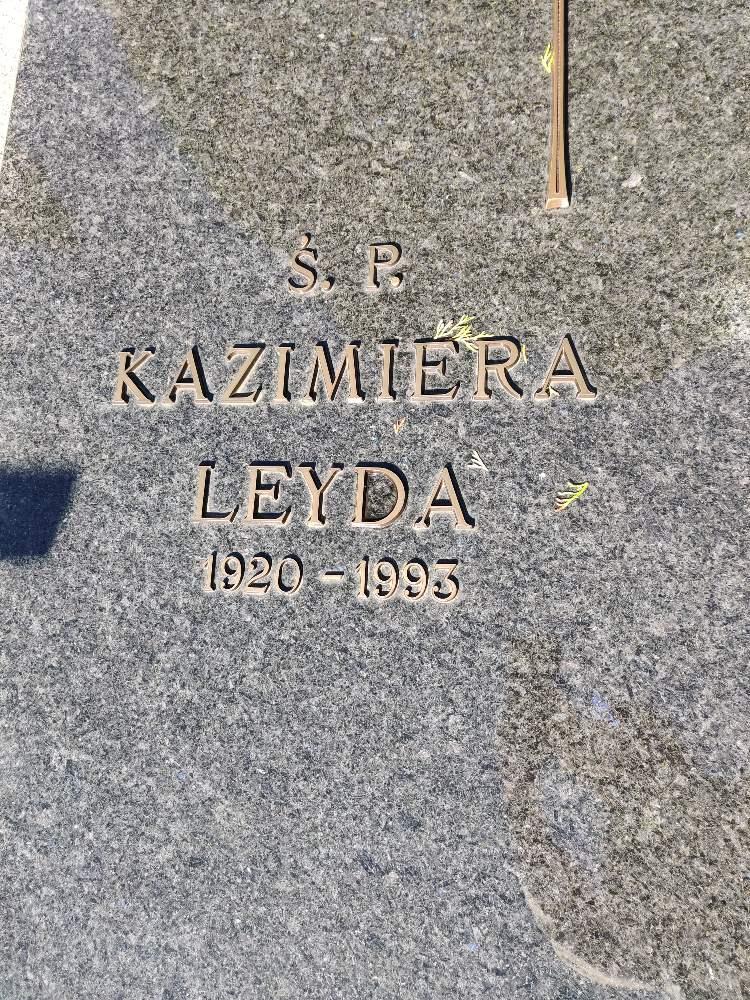 Ś. P.
KAZIMIERA
LEYDA
1920 - 1993